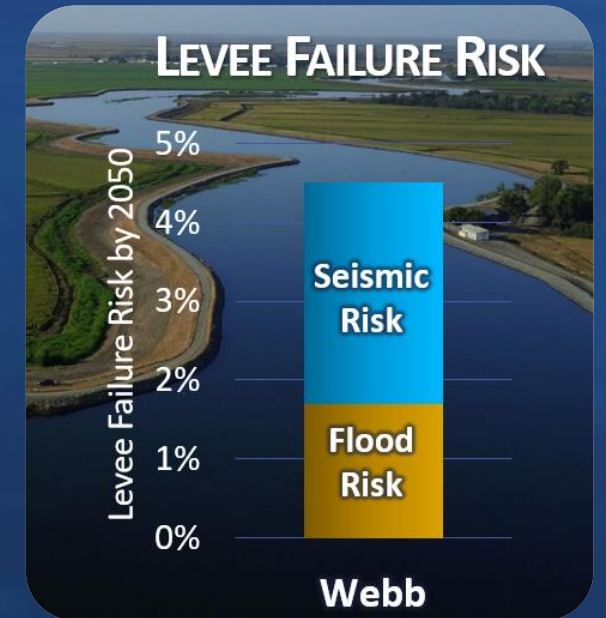 LEVEE FAILURE RISK
Levee Failure Risk by 2050
5%
4%
3%
2%
1%
0%
Seismic
Risk
Flood
Risk
Webb